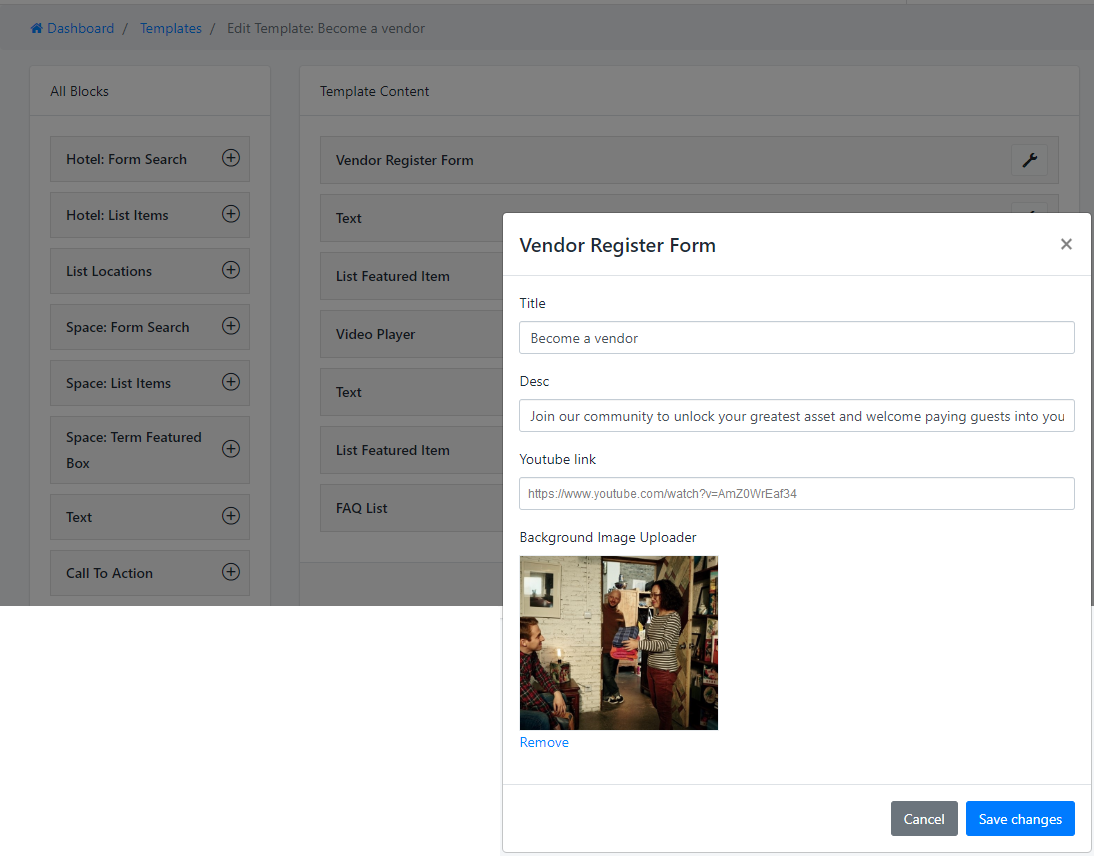 Dashboard / Templates / Edit Template: Become a vendor
All Blocks
Hotel: Form Search
Hotel: List Items
List Locations
Space: Form Search
Space: List Items
Space: Term Featured
Box
Text
Call To Action
Template Content
Vendor Register Form
Text
List Featured Item
Video Player
Text
List Featured Item
FAQ List
Vendor Register Form ×
Title
Become a vendor
Desc
Join our community to unlock your greatest asset and welcome paying guests into you
Youtube link
https://www.youtube.com/watch?v=AmZ0WrEaf34
Background Image Uploader
Remove
Cancel Save changes